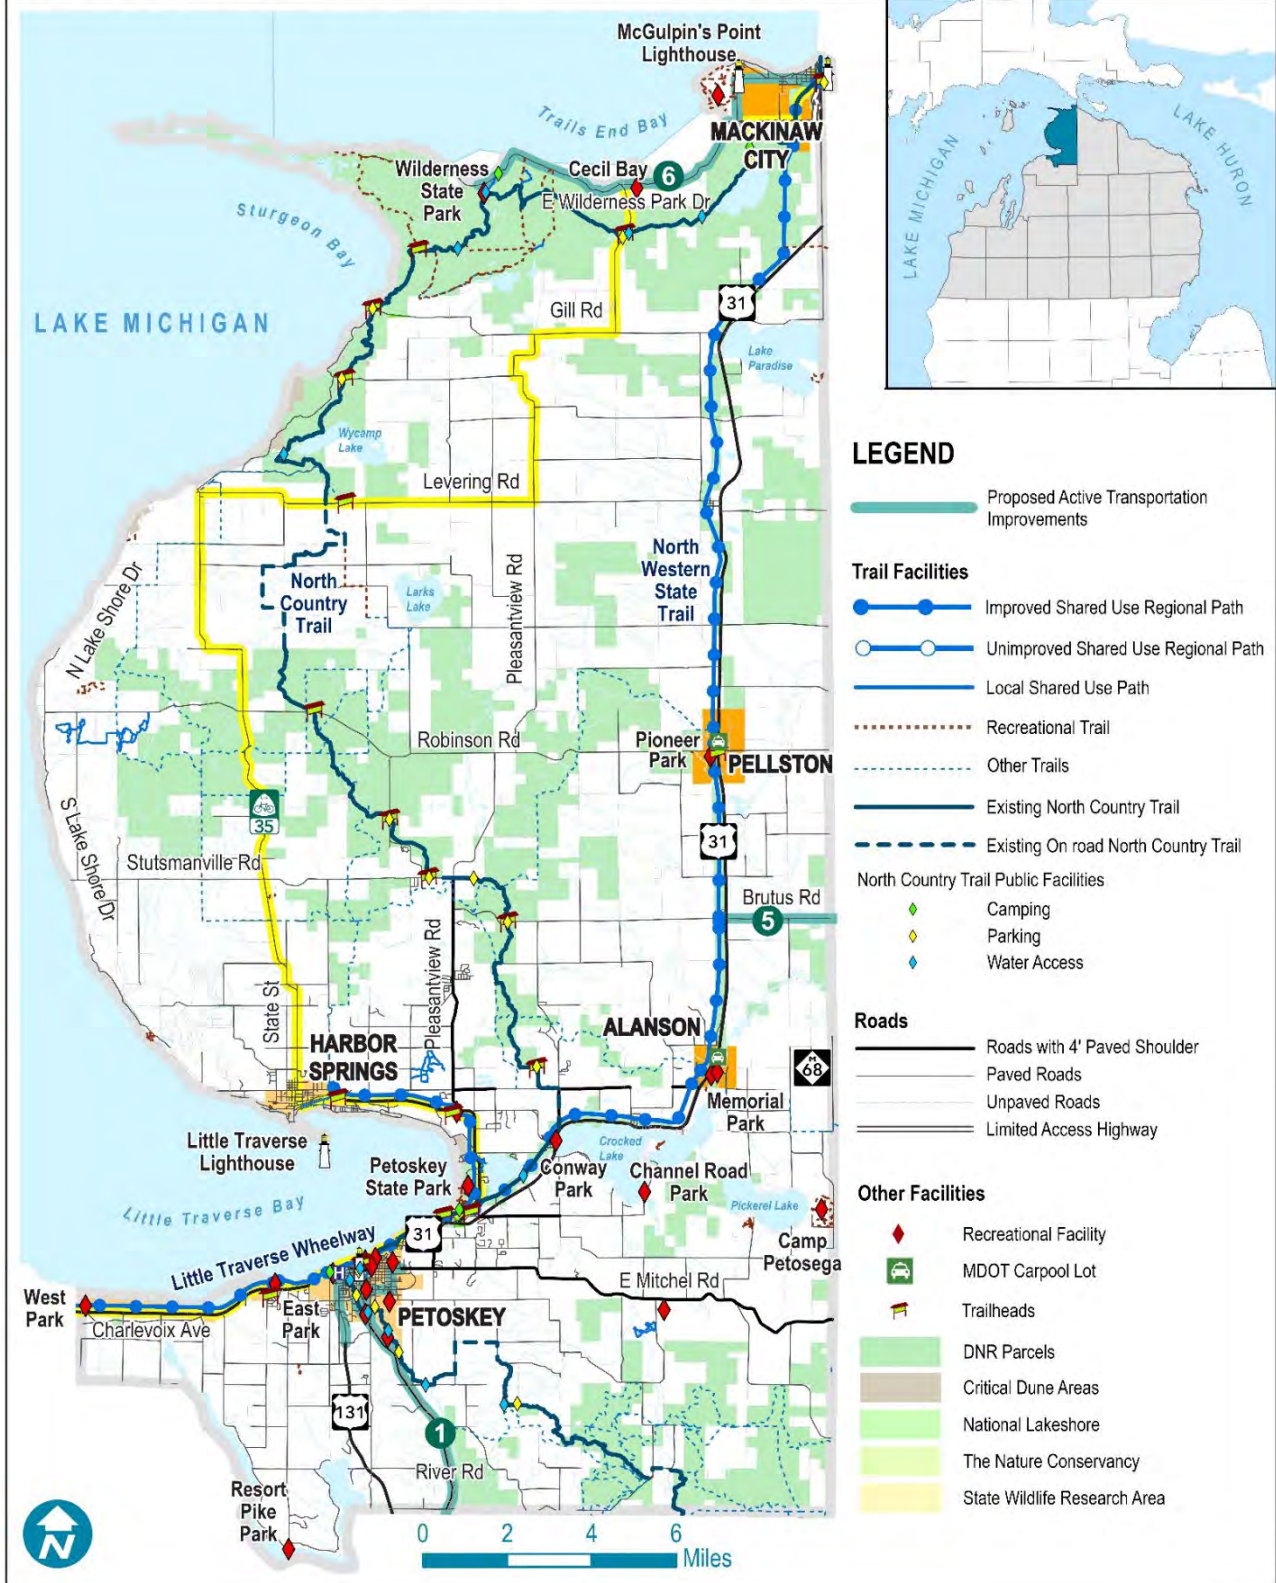 McGulpin's Point
Lighthouse
Trails End Bay
MACKINAW
CITY
Wilderness
State
Park
Cecil Bay
6
E Wilderness Park Dr
Sturgeon Bay
LAKE MICHIGAN
Gill Rd
31
Lake
Paradise
Wycamp
Lake
Levering Rd
North
Western
State
Trail
North
Country
Trail
Larks
Lake
Pleasantview Rd
N Lake Shore Dr
Robinson Rd
Pioneer
Park
PELLSTON
35
31
S Lake Shore Dr
Stutsmanville Rd
Brutus Rd
5
State St
Pleasantview Rd
HARBOR
SPRINGS
ALANSON
M
68
Memorial
Park
Little Traverse
Lighthouse
Petoskey
State Park
Crocked
Lake
Conway
Park
Channel Road
Park
Pickerel Lake
Camp
Petosega
Little Traverse Bay
31
Little Traverse Wheelway
E Mitchel Rd
West
Park
Charlevoix Ave
East
Park
H
PETOSKEY
131
1
River Rd
Resort
Pike
Park
N
0 2 4 6
Miles
LAKE MICHIGAN
LAKE HURON
LEGEND
Proposed Active Transportation
Improvements
Trail Facilities
Improved Shared Use Regional Path
Unimproved Shared Use Regional Path
Local Shared Use Path
Recreational Trail
Other Trails
Existing North Country Trail
Existing On road North Country Trail
North Country Trail Public Facilities
Camping
Parking
Water Access
Roads
Roads with 4' Paved Shoulder
Paved Roads
Unpaved Roads
Limited Access Highway
Other Facilities
Recreational Facility
MDOT Carpool Lot
Trailheads
DNR Parcels
Critical Dune Areas
National Lakeshore
The Nature Conservancy
State Wildlife Research Area